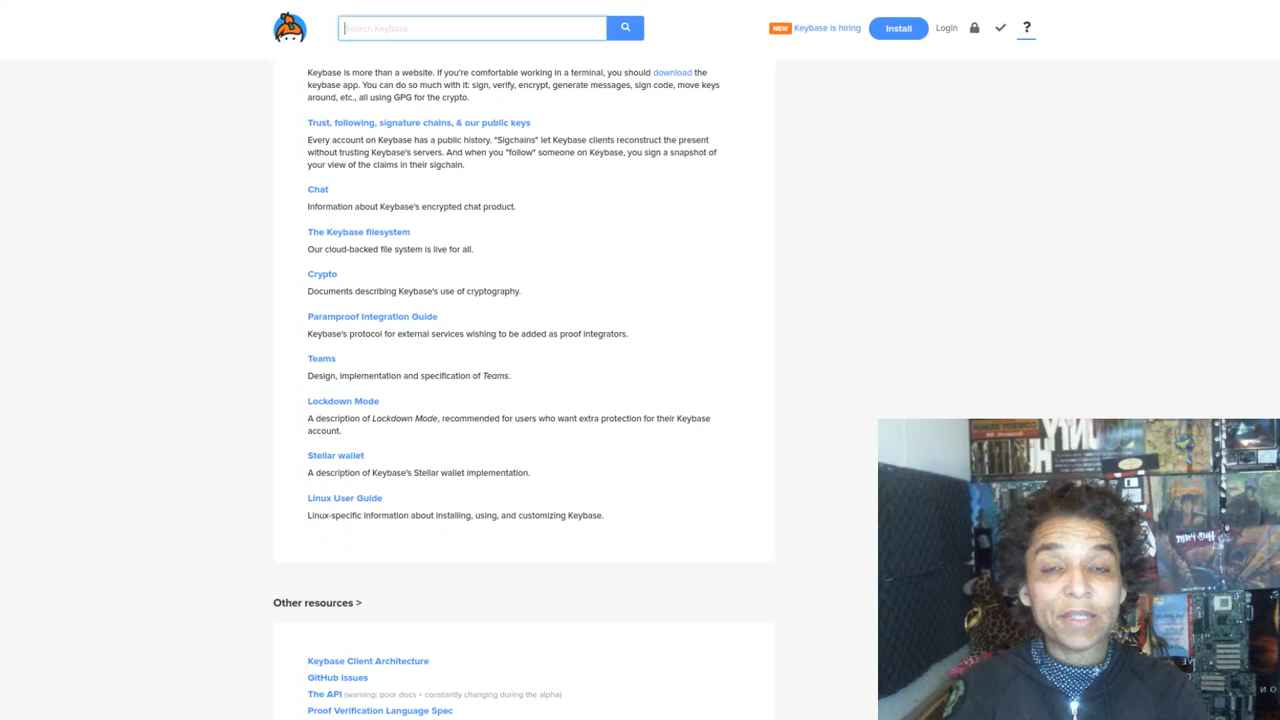 Search Keybase
NEW Keybase is hiring
Install
Login
?
Keybase is more than a website. If you're comfortable working in a terminal, you should download the
keybase app. You can do so much with it: sign, verify, encrypt, generate messages, sign code, move keys
around, etc., all using GPG for the crypto.
Trust, following, signature chains, & our public keys
Every account on Keybase has a public history. "Sigchains" let Keybase clients reconstruct the present
without trusting Keybase's servers. And when you "follow" someone on Keybase, you sign a snapshot of
your view of the claims in their sigchain.
Chat
Information about Keybase's encrypted chat product.
The Keybase filesystem
Our cloud-backed file system is live for all.
Crypto
Documents describing Keybase's use of cryptography.
Paramproof Integration Guide
Keybase's protocol for external services wishing to be added as proof integrators.
Teams
Design, implementation and specification of Teams.
Lockdown Mode
A description of Lockdown Mode, recommended for users who want extra protection for their Keybase
account.
Stellar wallet
A description of Keybase's Stellar wallet implementation.
Linux User Guide
Linux-specific information about installing, using, and customizing Keybase.
Other resources >
Keybase Client Architecture
GitHub issues
The API (warning: poor docs + constantly changing during the alpha)
Proof Verification Language Spec